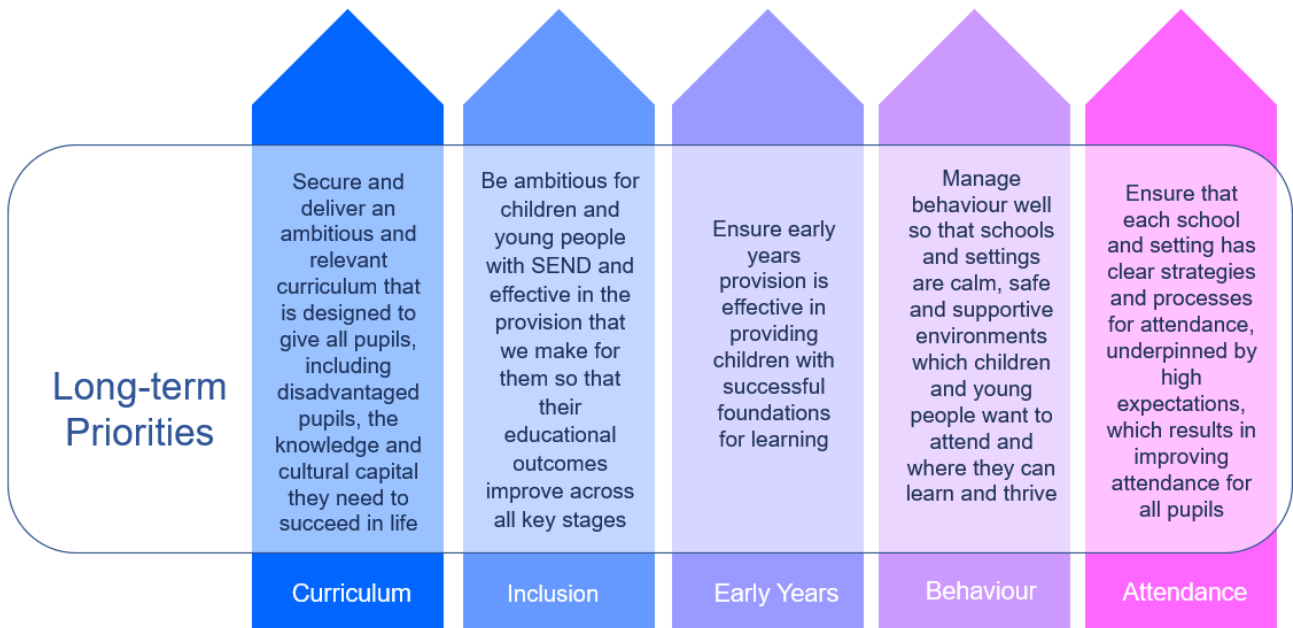 Long-term
Priorities
Secure and
deliver an
ambitious and
relevant
curriculum that
is designed to
give all pupils,
including
disadvantaged
pupils, the
knowledge and
cultural capital
they need to
succeed in life
Curriculum
Be ambitious for
children and
young people
with SEND and
effective in the
provision that
we make for
them so that
their
educational
outcomes
improve across
all key stages
Inclusion
Ensure early
years
provision is
effective in
providing
children with
successful
foundations
for learning
Early Years
Manage
behaviour well
so that schools
and settings
are calm, safe
and supportive
environments
which children
and young
people want to
attend and
where they can
learn and thrive
Behaviour
Ensure that
each school
and setting has
clear strategies
and processes
for attendance,
underpinned by
high
expectations,
which results in
improving
attendance for
all pupils
Attendance